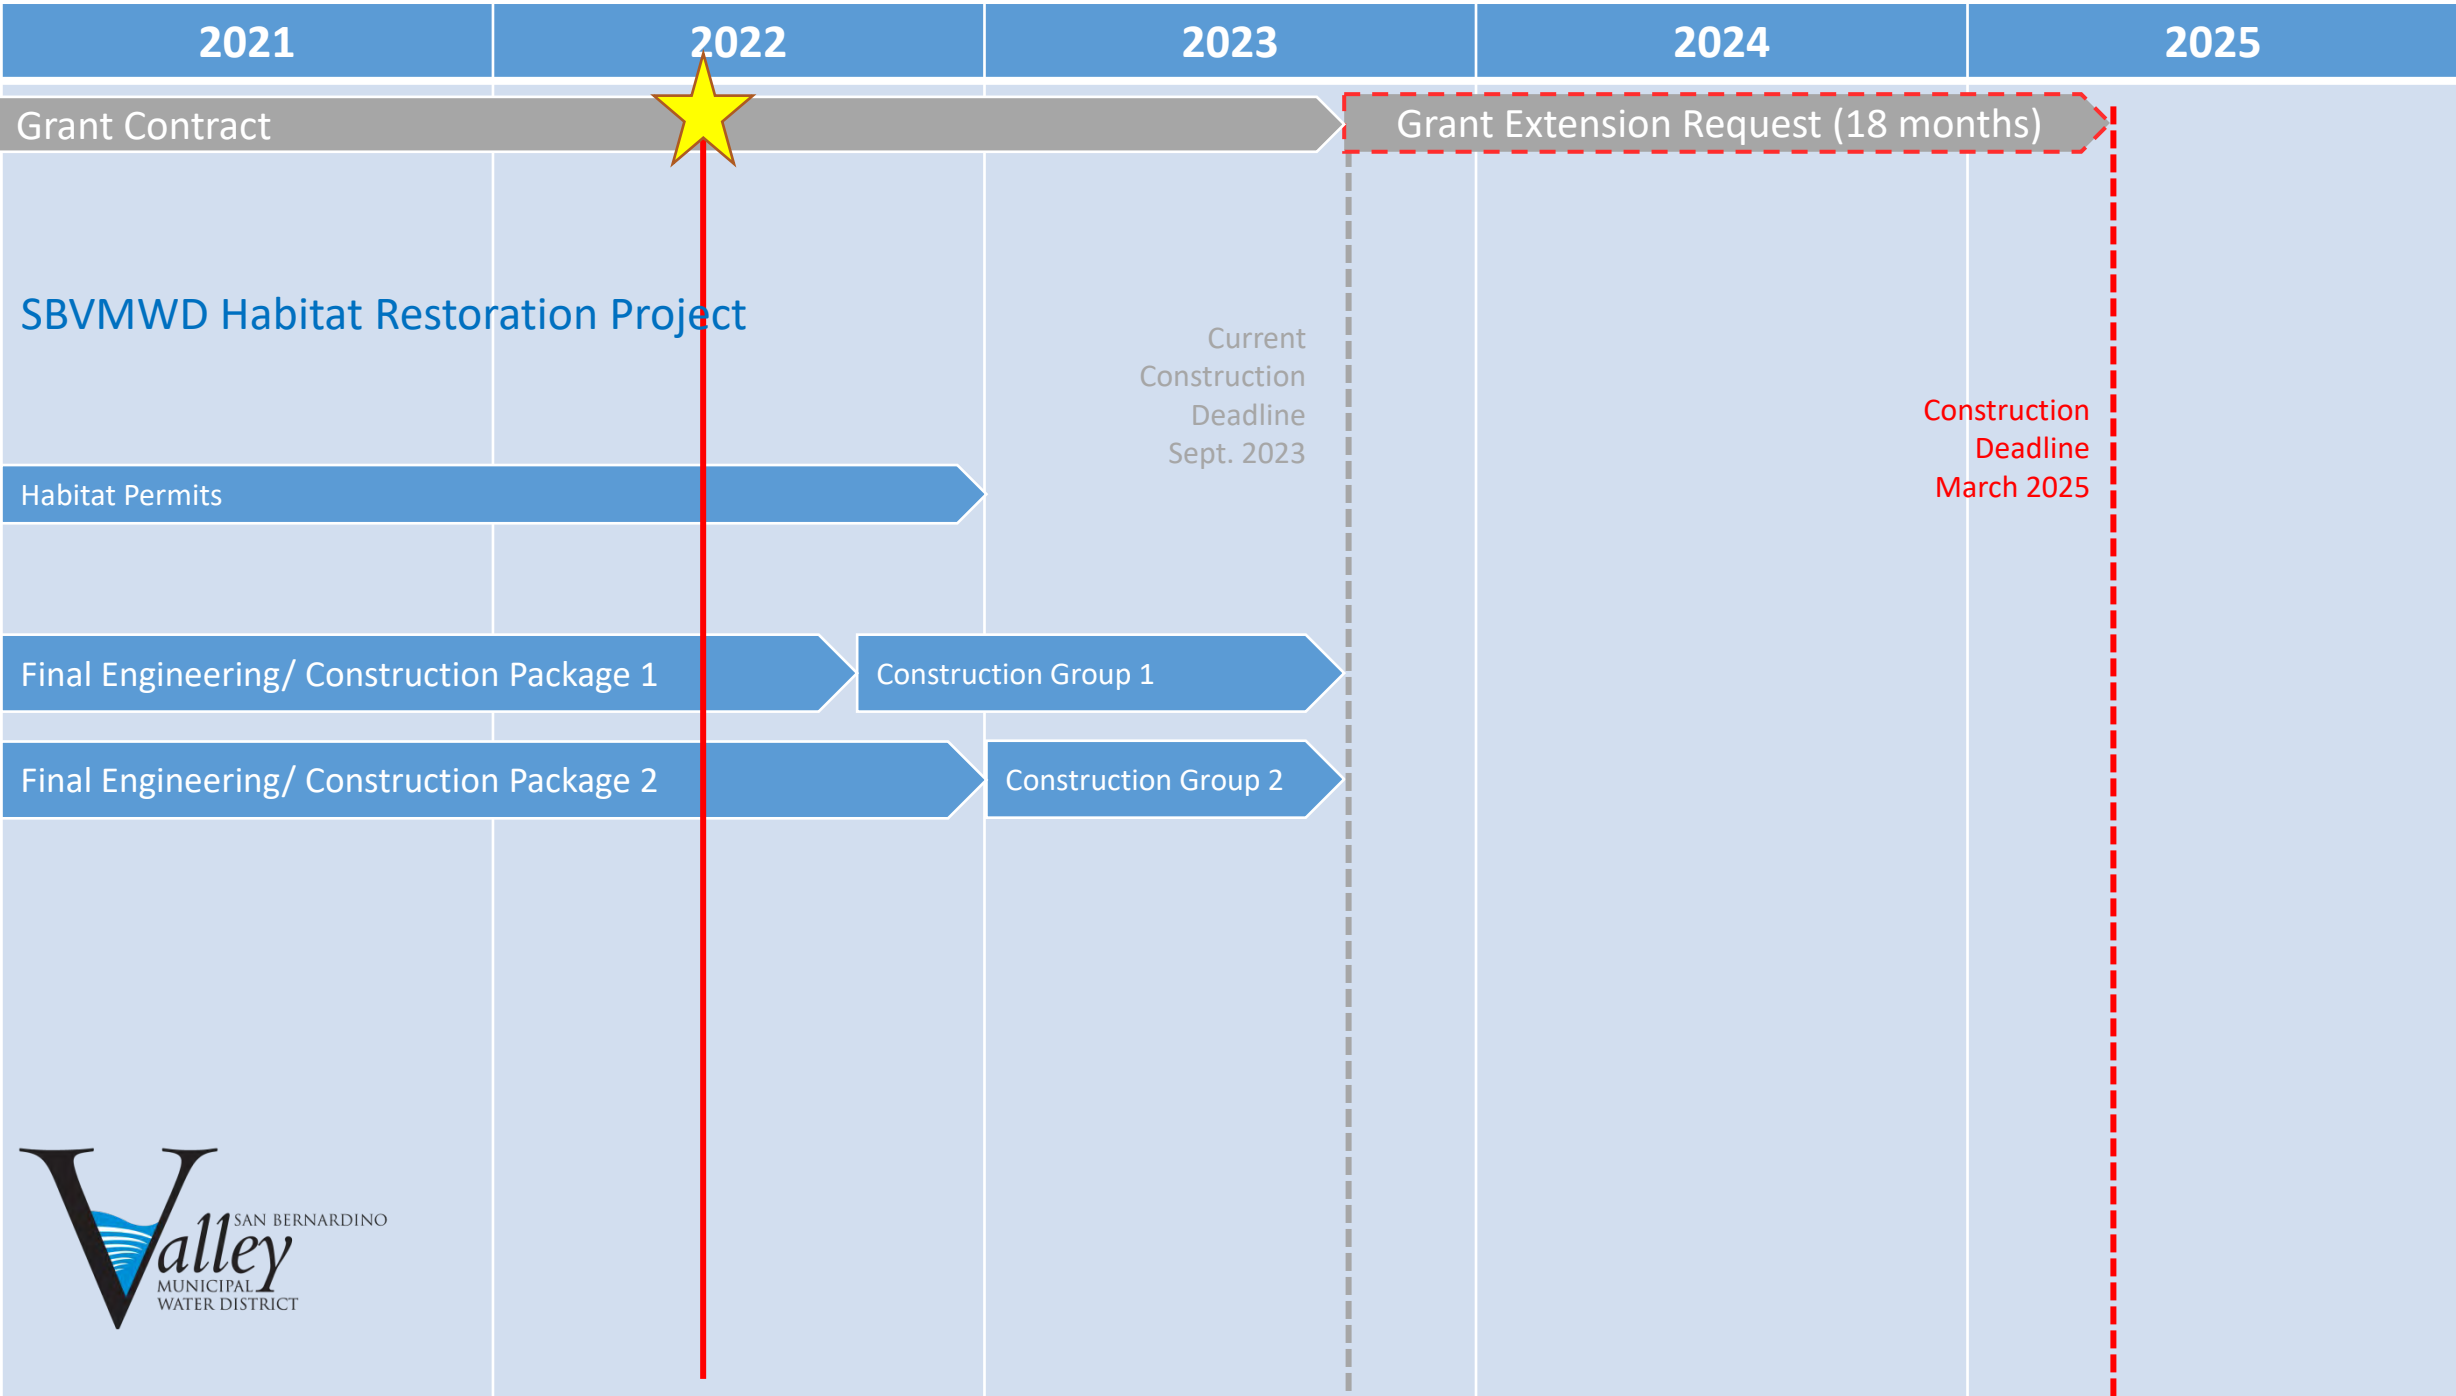 2021 2022 2023 2024 2025
Grant Contract
Grant Extension Request (18 months)
SBVMWD Habitat Restoration Project
Current
Construction
Deadline
Sept. 2023
Construction
Deadline
March 2025
Habitat Permits
Final Engineering/ Construction Package 1
Construction Group 1
Final Engineering/ Construction Package 2
Construction Group 2
SAN BERNARDINO
Valley
MUNICIPAL
WATER DISTRICT